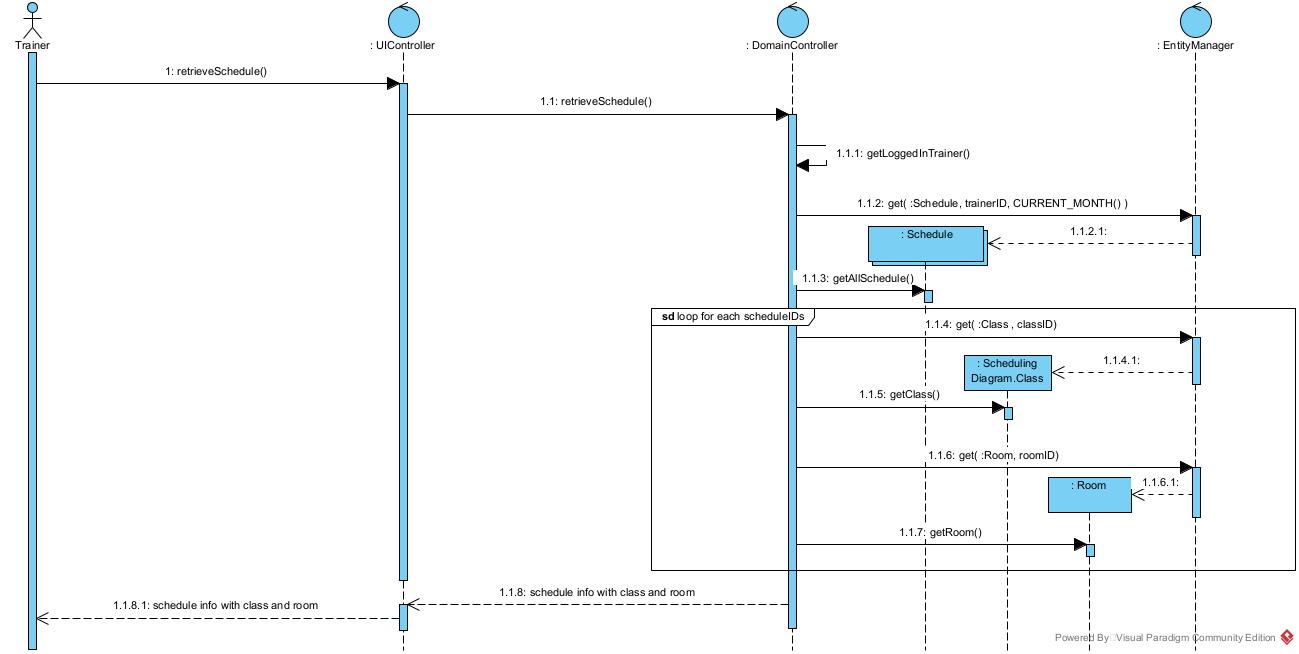 Trainer
: UIController
: DomainController
: EntityManager
1: retrieveSchedule()
1.1: retrieveSchedule()
1.1.1: getLoggedInTrainer()
1.1.2: get( :Schedule, trainerID, CURRENT_MONTH() )
: Schedule
1.1.2.1:
1.1.3: getAllSchedule()
sd loop for each scheduleIDs
1.1.4: get( :Class , classID)
: Scheduling
Diagram.Class
1.1.4.1:
1.1.5: getClass()
1.1.6: get( :Room, roomID)
: Room
1.1.6.1:
1.1.7: getRoom()
1.1.8: schedule info with class and room
1.1.8.1: schedule info with class and room
Powered By Visual Paradigm Community Edition